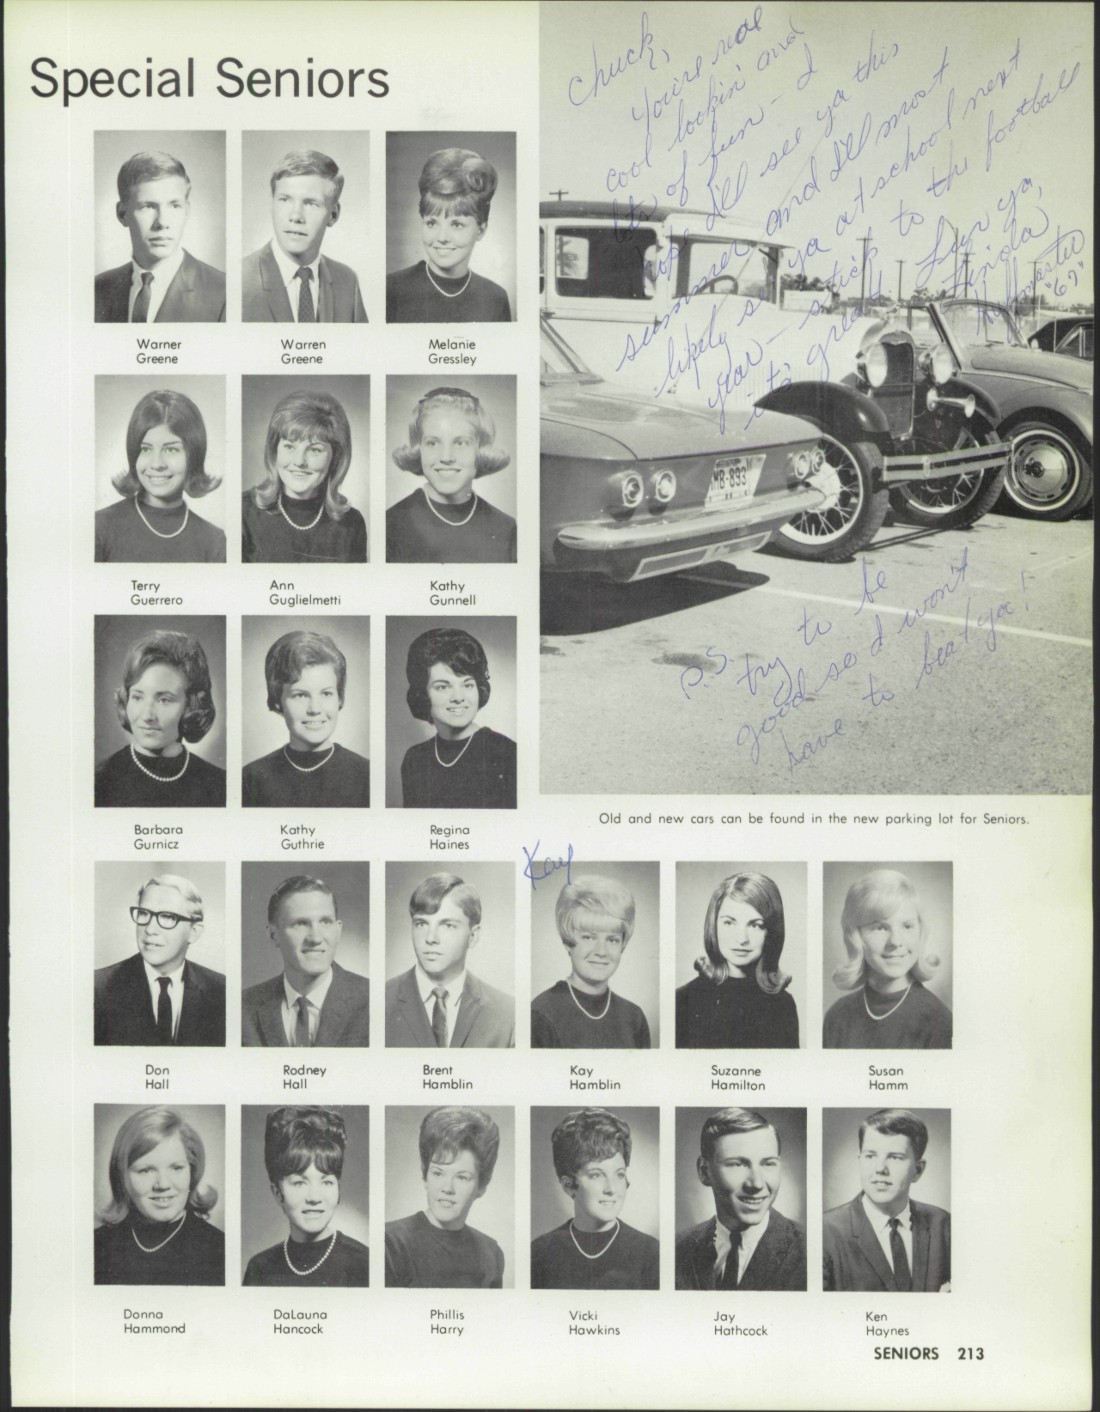 Special Seniors
Chuck,
You're real
cool lookin' and
lots of fun - I
hope I'll see ya this
summer and I'll most
likely see ya at school next
year - stick to the football
it's great
Luv ya,
Linda
"67"
MB-893
P.S. try to be
good so I won't
have to beat ya!
Old and new cars can be found in the new parking lot for Seniors.
Warner
Greene
Warren
Greene
Melanie
Gressley
Terry
Guerrero
Ann
Guglielmetti
Kathy
Gunnell
Barbara
Gurnicz
Kathy
Guthrie
Regina
Haines
Kay
Don
Hall
Rodney
Hall
Brent
Hamblin
Kay
Hamblin
Suzanne
Hamilton
Susan
Hamm
Donna
Hammond
DaLauna
Hancock
Phillis
Harry
Vicki
Hawkins
Jay
Hathcock
Ken
Haynes
SENIORS 213